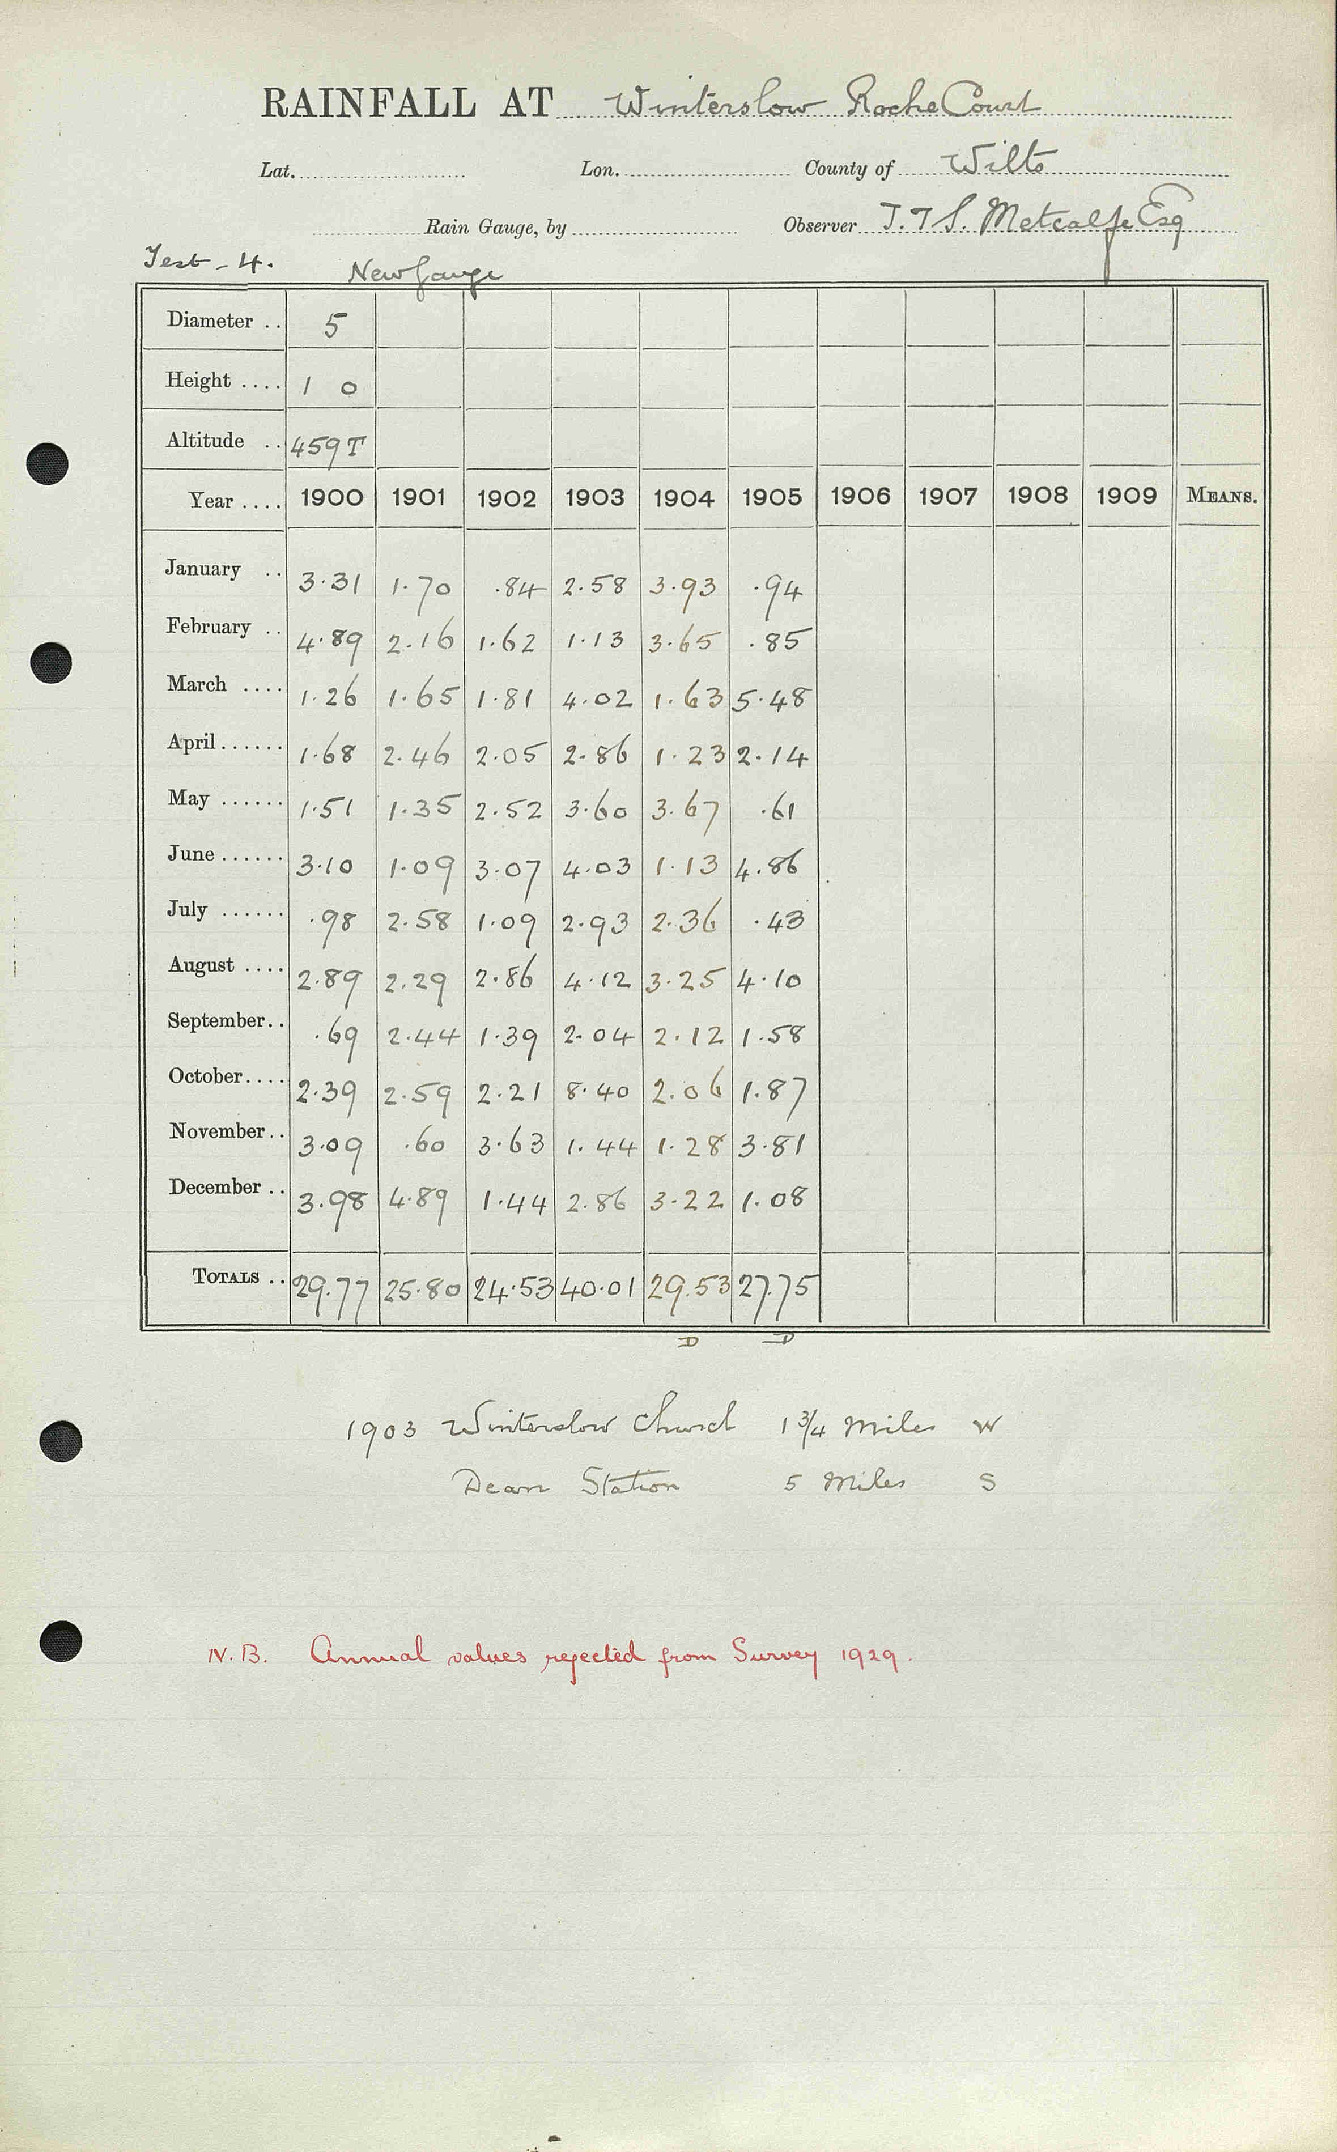 RAINFALL AT Winterslow Roche Court
Lat. Lon. County of Wilts
Rain Gauge, by Observer J. T S. Metcalfe Esq
Test - 4. New Gauge
Diameter .. 5
Height .... 1 0
Altitude .. 459 T
Year .... 1900 1901 1902 1903 1904 1905 1906 1907 1908 1909 MEANS.
January .. 3.31 1.70 .84 2.58 3.93 .94
February .. 4.89 2.16 1.62 1.13 3.65 .85
March .... 1.26 1.65 1.81 4.02 1.63 5.48
April...... 1.68 2.46 2.05 2.86 1.23 2.14
May ...... 1.51 1.35 2.52 3.60 3.67 .61
June...... 3.10 1.09 3.07 4.03 1.13 4.86
July ...... .98 2.58 1.09 2.93 2.36 .43
August .... 2.89 2.29 2.86 4.12 3.25 4.10
September.. .69 2.44 1.39 2.04 2.12 1.58
October.... 2.39 2.59 2.21 8.40 2.06 1.87
November.. 3.09 .60 3.63 1.44 1.28 3.81
December .. 3.98 4.89 1.44 2.86 3.22 1.08
TOTALS .. 29.77 25.80 24.53 40.01 29.53 27.75
D D
1903 Winterslow Church 1 3/4 Miles W
Dean Station 5 Miles S
N.B. Annual values rejected from Survey 1929.